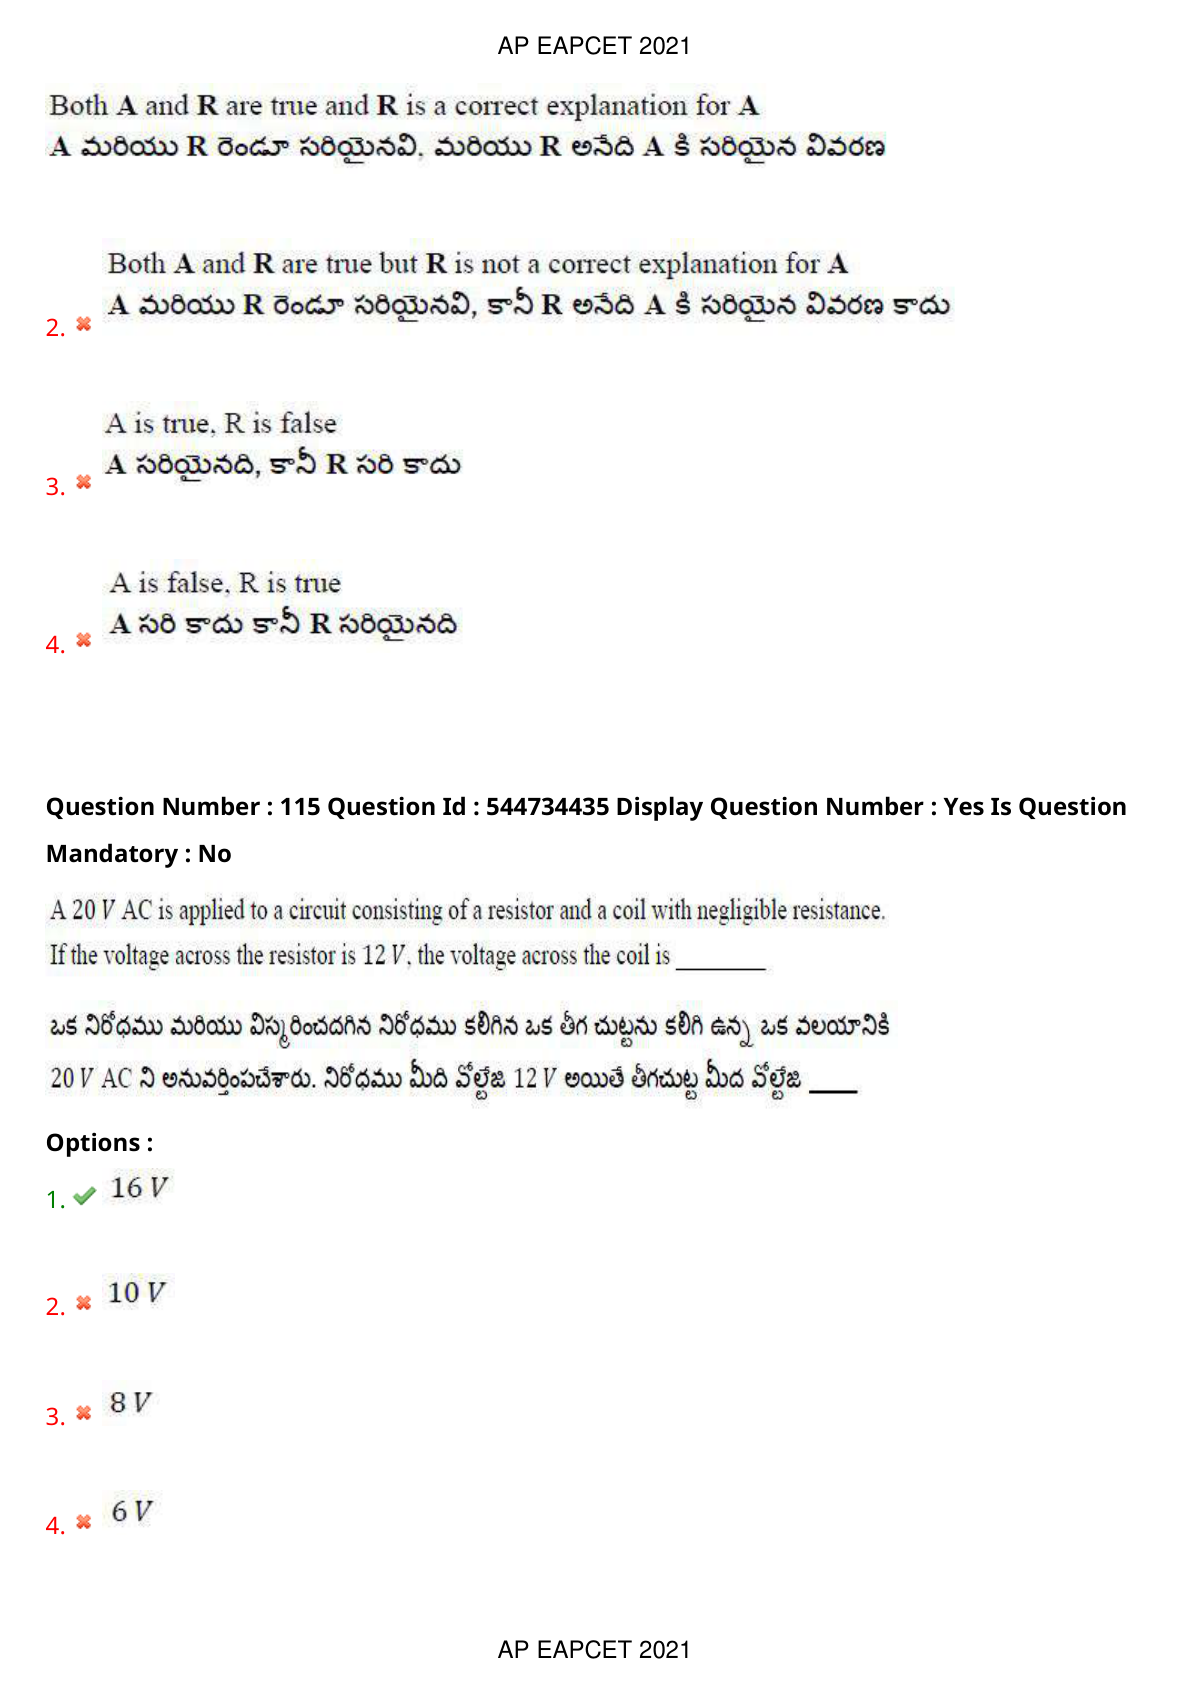 AP EAPCET 2021
Both A and R are true and R is a correct explanation for A
A మరియు R రెండూ సరియైనవి, మరియు R అనేది A కి సరియైన వివరణ
Both A and R are true but R is not a correct explanation for A
A మరియు R రెండూ సరియైనవి, కానీ R అనేది A కి సరియైన వివరణ కాదు
2.
A is true, R is false
A సరియైనది, కానీ R సరి కాదు
3.
A is false, R is true
A సరి కాదు కానీ R సరియైనది
4.
Question Number : 115 Question Id : 544734435 Display Question Number : Yes Is Question
Mandatory : No
A 20 V AC is applied to a circuit consisting of a resistor and a coil with negligible resistance.
If the voltage across the resistor is 12 V, the voltage across the coil is ________
ఒక నిరోధము మరియు విస్మరించదగిన నిరోధము కలిగిన ఒక తీగ చుట్టను కలిగి ఉన్న ఒక వలయానికి
20 V AC ని అనువర్తింపచేశారు. నిరోధము మీది వోల్టేజి 12 V అయితే తీగచుట్ట మీద వోల్టేజి ____
Options :
1. 16 V
2. 10 V
3. 8 V
4. 6 V
AP EAPCET 2021